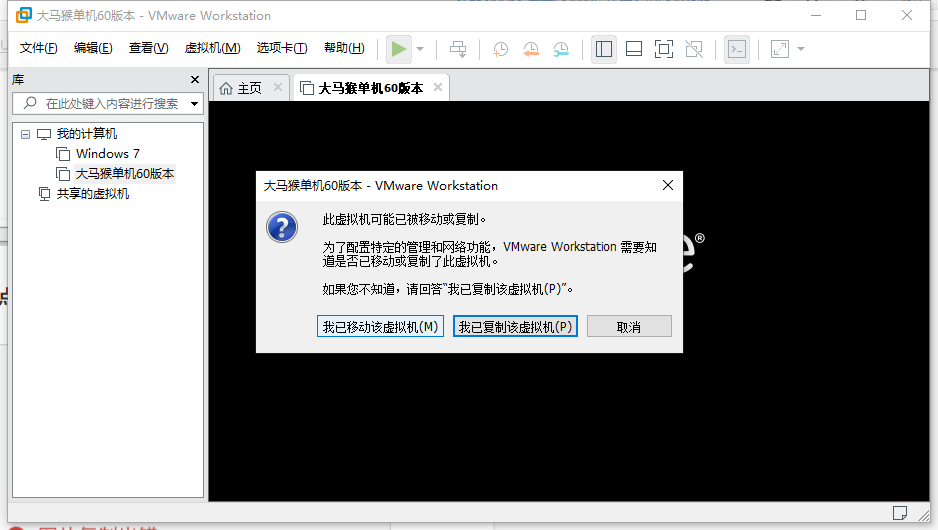 大马猴单机60版本 - VMware Workstation
文件(F) 编辑(E) 查看(V) 虚拟机(M) 选项卡(T) 帮助(H)
库
主页
大马猴单机60版本
在此处键入内容进行搜索
我的计算机
Windows 7
大马猴单机60版本
共享的虚拟机
大马猴单机60版本 - VMware Workstation
此虚拟机可能已被移动或复制。
为了配置特定的管理和网络功能，VMware Workstation 需要知
道是否已移动或复制了此虚拟机。
如果您不知道，请回答“我已复制该虚拟机(P)”。
我已移动该虚拟机(M) 我已复制该虚拟机(P) 取消
e®